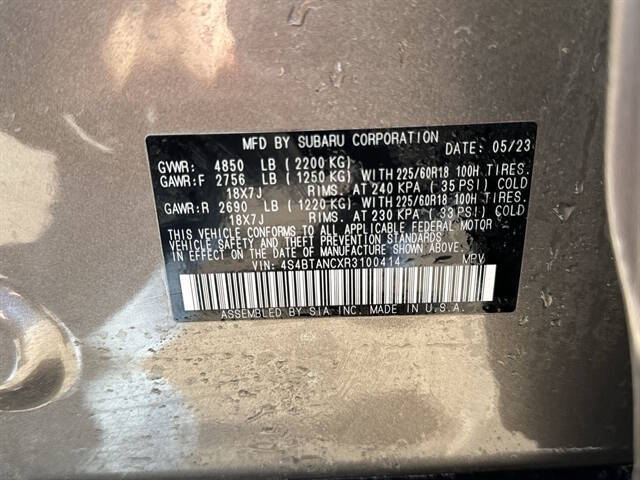 MFD BY SUBARU CORPORATION DATE: 05/23
GVWR: 4850 LB (2200 KG)
GAWR:F 2756 LB (1250 KG) WITH 225/60R18 100H TIRES.
18X7J RIMS. AT 240 KPA (35 PSI) COLD
GAWR:R 2690 LB (1220 KG) WITH 225/60R18 100H TIRES.
18X7J RIMS. AT 230 KPA (33 PSI) COLD
THIS VEHICLE CONFORMS TO ALL APPLICABLE FEDERAL MOTOR
VEHICLE SAFETY AND THEFT PREVENTION STANDARDS
IN EFFECT ON THE DATE OF MANUFACTURE SHOWN ABOVE.
VIN: 4S4BTANCXR3100414 MPV
ASSEMBLED BY SIA INC. MADE IN U.S.A.